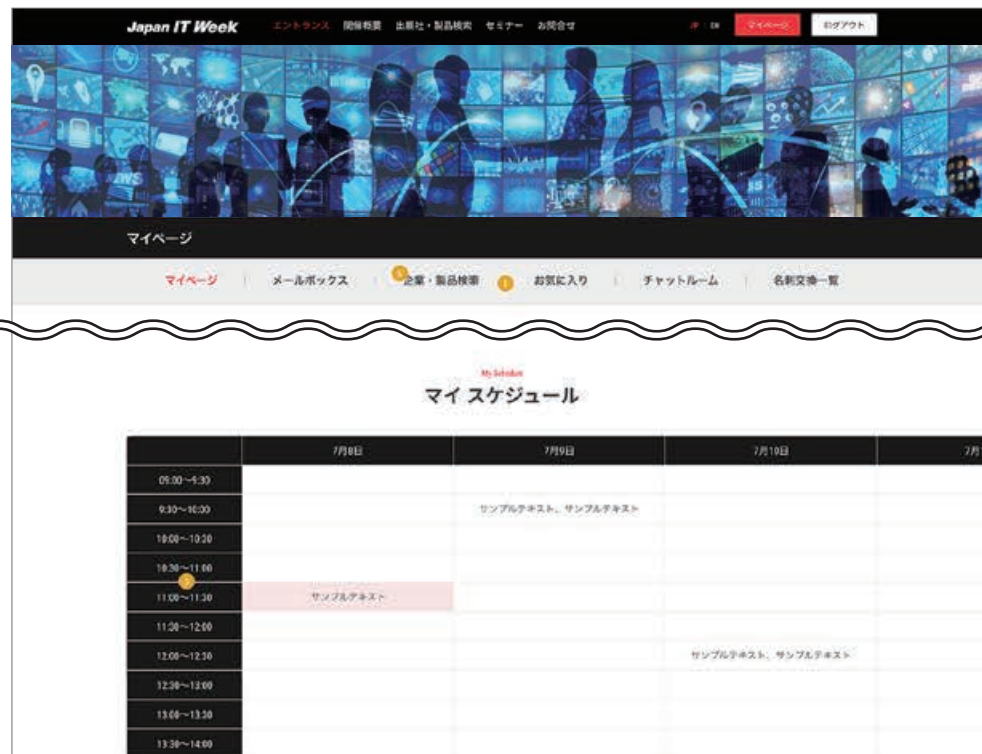 Japan IT Week エントランス 開催概要 出展社・製品検索 セミナー お問合せ JP EN マイページ ログアウト
NEWS
マイページ
マイページ メールボックス 企業・製品検索 お気に入り チャットルーム 名刺交換一覧
My Schedule
マイ スケジュール
7月8日 7月9日 7月10日
09:00〜9:30
9:30〜10:00 サンプルテキスト、サンプルテキスト
10:00〜10:30
10:30〜11:00
11:00〜11:30 サンプルテキスト
11:30〜12:00
12:00〜12:30 サンプルテキスト、サンプルテキスト
12:30〜13:00
13:00〜13:30
13:30〜14:00